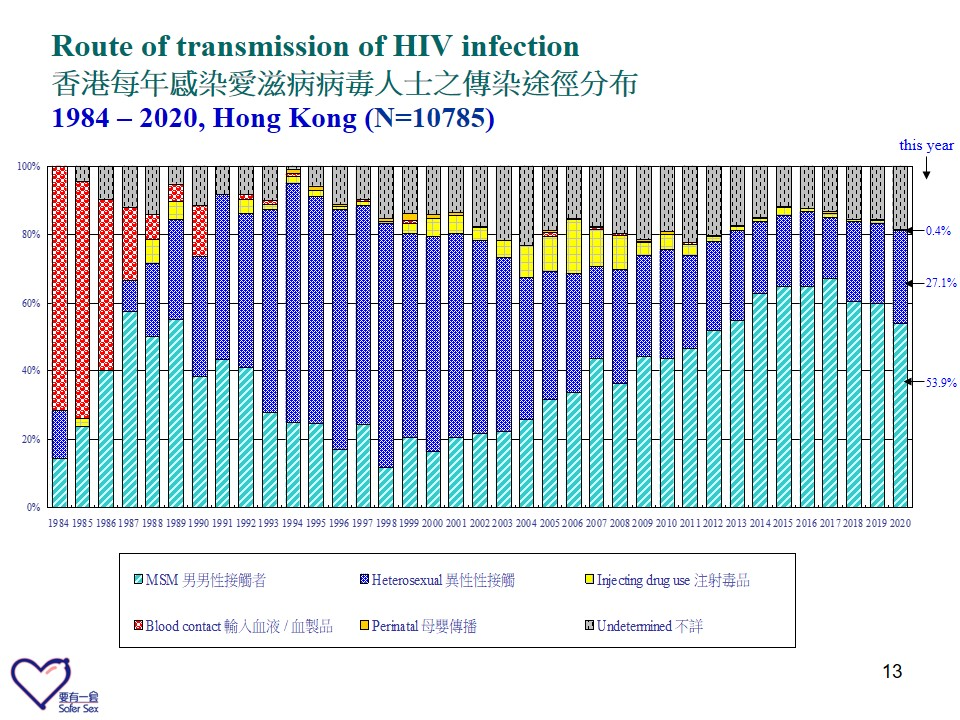 Route of transmission of HIV infection
香港每年感染愛滋病病毒人士之傳染途徑分布
1984 – 2020, Hong Kong (N=10785)
this year
100%
80%
60%
40%
20%
0%
0.4%
27.1%
53.9%
1984 1985 1986 1987 1988 1989 1990 1991 1992 1993 1994 1995 1996 1997 1998 1999 2000 2001 2002 2003 2004 2005 2006 2007 2008 2009 2010 2011 2012 2013 2014 2015 2016 2017 2018 2019 2020
MSM 男男性接觸者 Heterosexual 異性性接觸 Injecting drug use 注射毒品
Blood contact 輸入血液 / 血製品 Perinatal 母嬰傳播 Undetermined 不詳
要有一套
Safer Sex
13